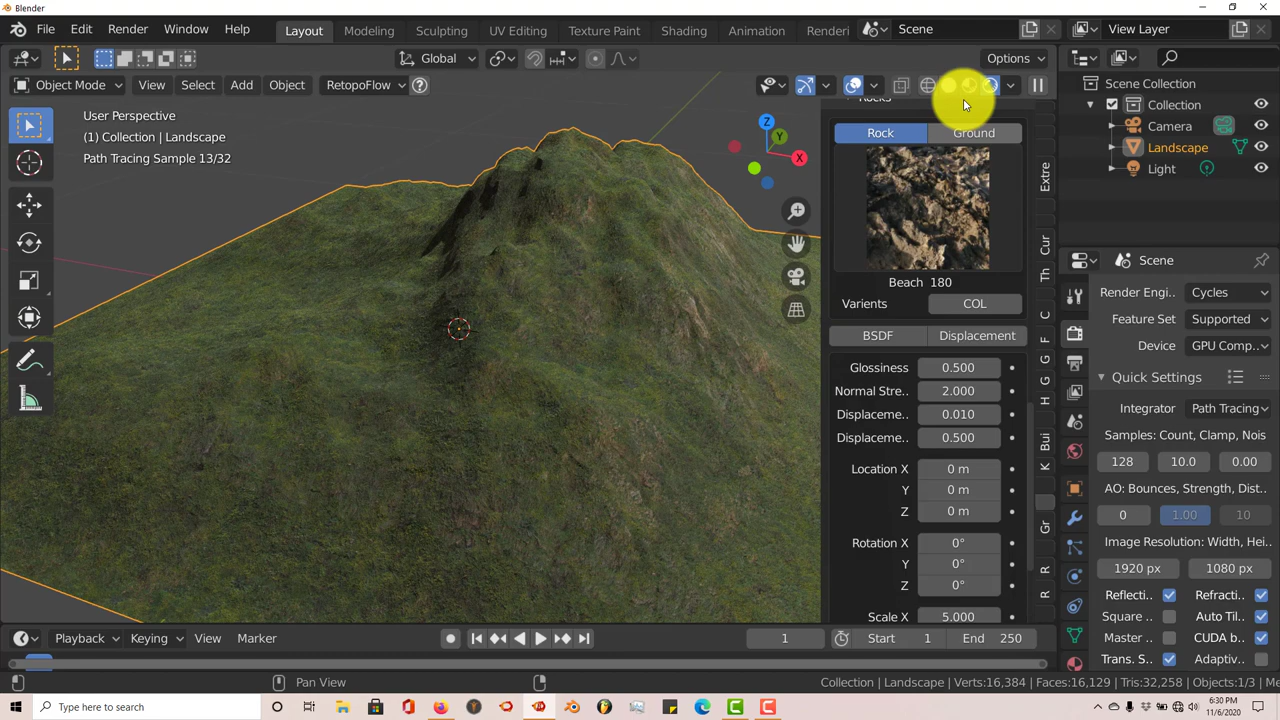 Blender
File Edit Render Window Help
Layout Modeling Sculpting UV Editing Texture Paint Shading Animation
Scene
View Layer
Global
Options
Object Mode View Select Add Object RetopoFlow
User Perspective
(1) Collection | Landscape
Path Tracing Sample 13/32
Z
Y
X
Rocks
Rock Ground
Beach 180
Varients COL
BSDF Displacement
Glossiness 0.500
Normal Stre.. 2.000
Displaceme.. 0.010
Displaceme.. 0.500
Location X 0 m
Y 0 m
Z 0 m
Rotation X 0°
Y 0°
Z 0°
Scale X 5.000
Extre
Cur
Th
C
F
G
G
H
Bui
K
Gr
R
R
Scene Collection
Collection
Camera
Landscape
Light
Scene
Render Engi.. Cycles
Feature Set Supported
Device GPU Comp...
Quick Settings
Integrator Path Tracing
Samples: Count, Clamp, Nois
128 10.0 0.00
AO: Bounces, Strength, Dist...
0 1.00 10
Image Resolution: Width, Hei...
1920 px 1080 px
Reflecti.. Refracti..
Square .. Auto Til..
Master .. CUDA b..
Trans. S.. Adaptiv..
Playback Keying View Marker
1
Start 1 End 250
Pan View
Collection | Landscape | Verts:16,384 | Faces:16,129 | Tris:32,258 | Objects:1/3 | Me
Type here to search
6:30 PM
11/6/2020